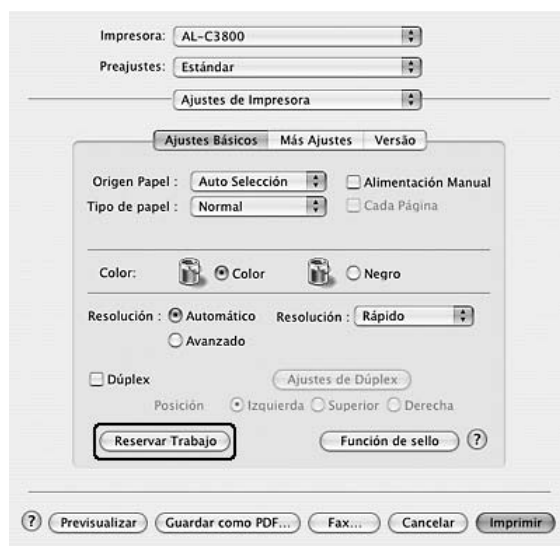 Impresora: AL-C3800
Preajustes: Estándar
Ajustes de Impresora
Ajustes Básicos Más Ajustes Versão
Origen Papel : Auto Selección Alimentación Manual
Tipo de papel : Normal Cada Página
Color: Color Negro
Resolución : Automático Resolución : Rápido
Avanzado
Dúplex Ajustes de Dúplex
Posición Izquierda Superior Derecha
Reservar Trabajo Función de sello ?
? Previsualizar Guardar como PDF... Fax... Cancelar Imprimir